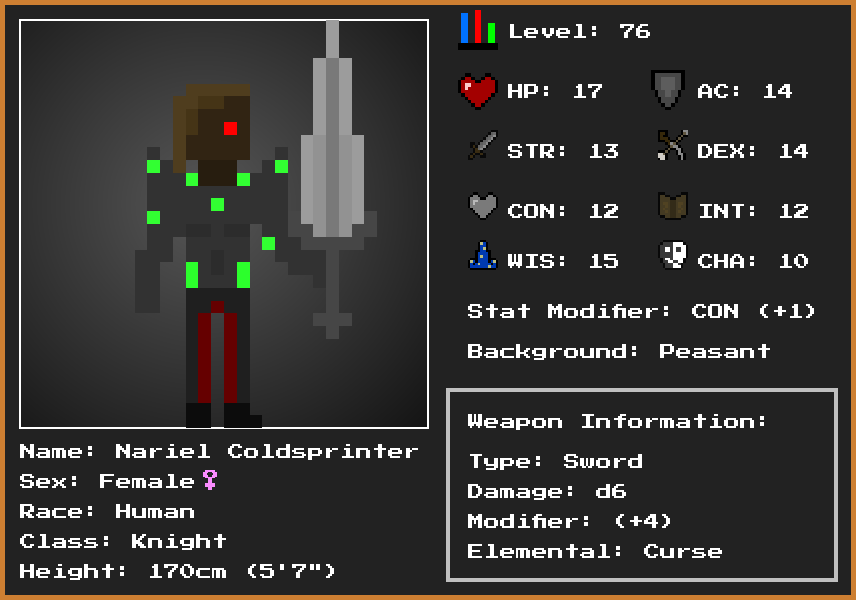 Level: 76
HP: 17
AC: 14
STR: 13
DEX: 14
CON: 12
INT: 12
WIS: 15
CHA: 10
Stat Modifier: CON (+1)
Background: Peasant
Weapon Information:
Type: Sword
Damage: d6
Modifier: (+4)
Elemental: Curse
Name: Nariel Coldsprinter
Sex: Female♀
Race: Human
Class: Knight
Height: 170cm (5'7")